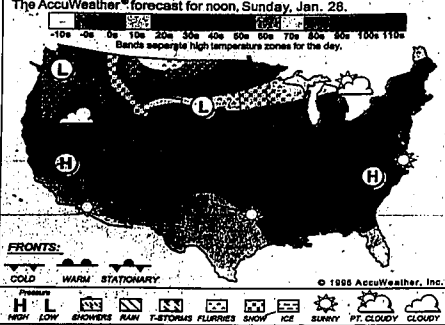 The AccuWeather® forecast for noon, Sunday, Jan. 28.
-10s -0s 0s 10s 20s 30s 40s 50s 60s 70s 80s 90s 100s 110s
Bands separate high temperature zones for the day.
L
L
H
H
FRONTS:
COLD WARM STATIONARY
© 1996 AccuWeather, Inc.
Pressure
H L
HIGH LOW SHOWERS RAIN T-STORMS FLURRIES SNOW ICE SUNNY PT. CLOUDY CLOUDY